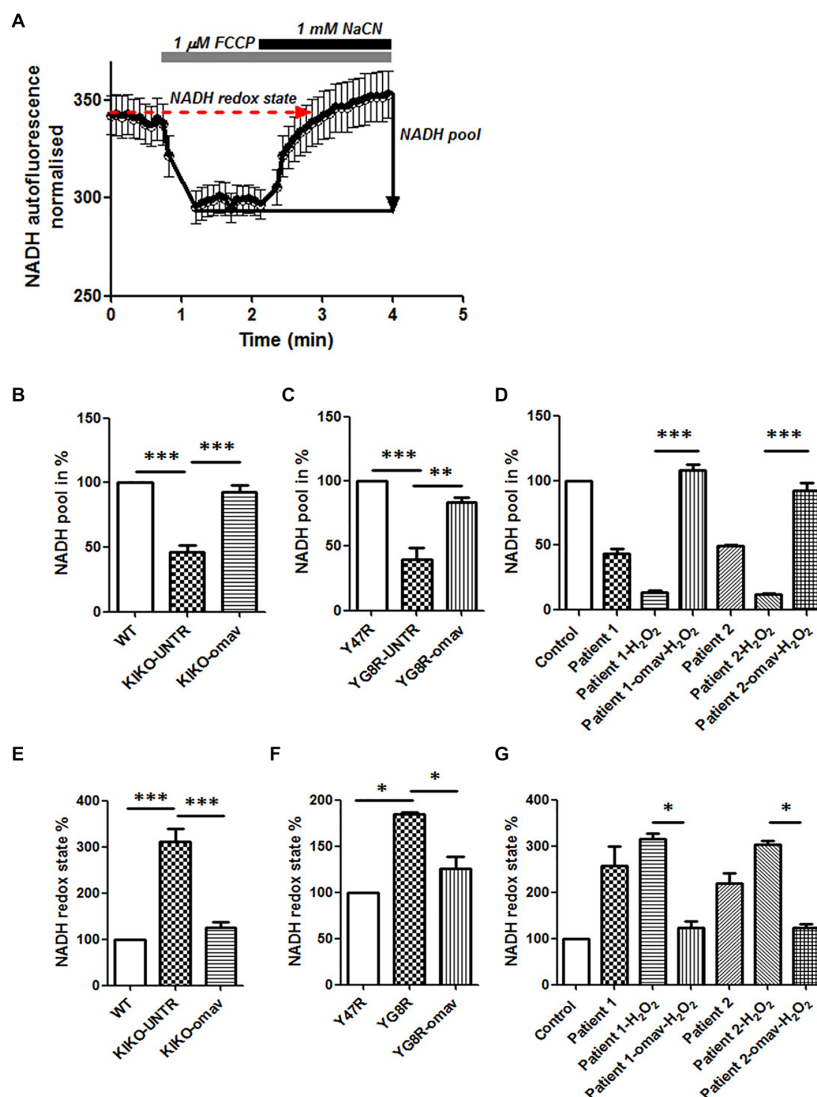 A
1 mM NaCN
1 µM FCCP
NADH redox state
NADH pool
NADH autofluorescence
normalised
350
300
250
0 1 2 3 4 5
Time (min)
B
NADH pool in %
150
100
50
0
*** ***
WT
KIKO-UNTR
KIKO-omav
C
NADH pool in %
150
100
50
0
*** **
Y47R
YG8R-UNTR
YG8R-omav
D
NADH pool in %
150
100
50
0
*** ***
Control
Patient 1
Patient 1-H₂O₂
Patient 1-omav-H₂O₂
Patient 2
Patient 2-H₂O₂
Patient 2-omav-H₂O₂
E
NADH redox state %
400
300
200
100
0
*** ***
WT
KIKO-UNTR
KIKO-omav
F
NADH redox state %
200
150
100
50
0
* *
Y47R
YG8R
YG8R-omav
G
NADH redox state %
400
300
200
100
0
* *
Control
Patient 1
Patient 1-H₂O₂
Patient 1-omav-H₂O₂
Patient 2
Patient 2-H₂O₂
Patient 2-omav-H₂O₂